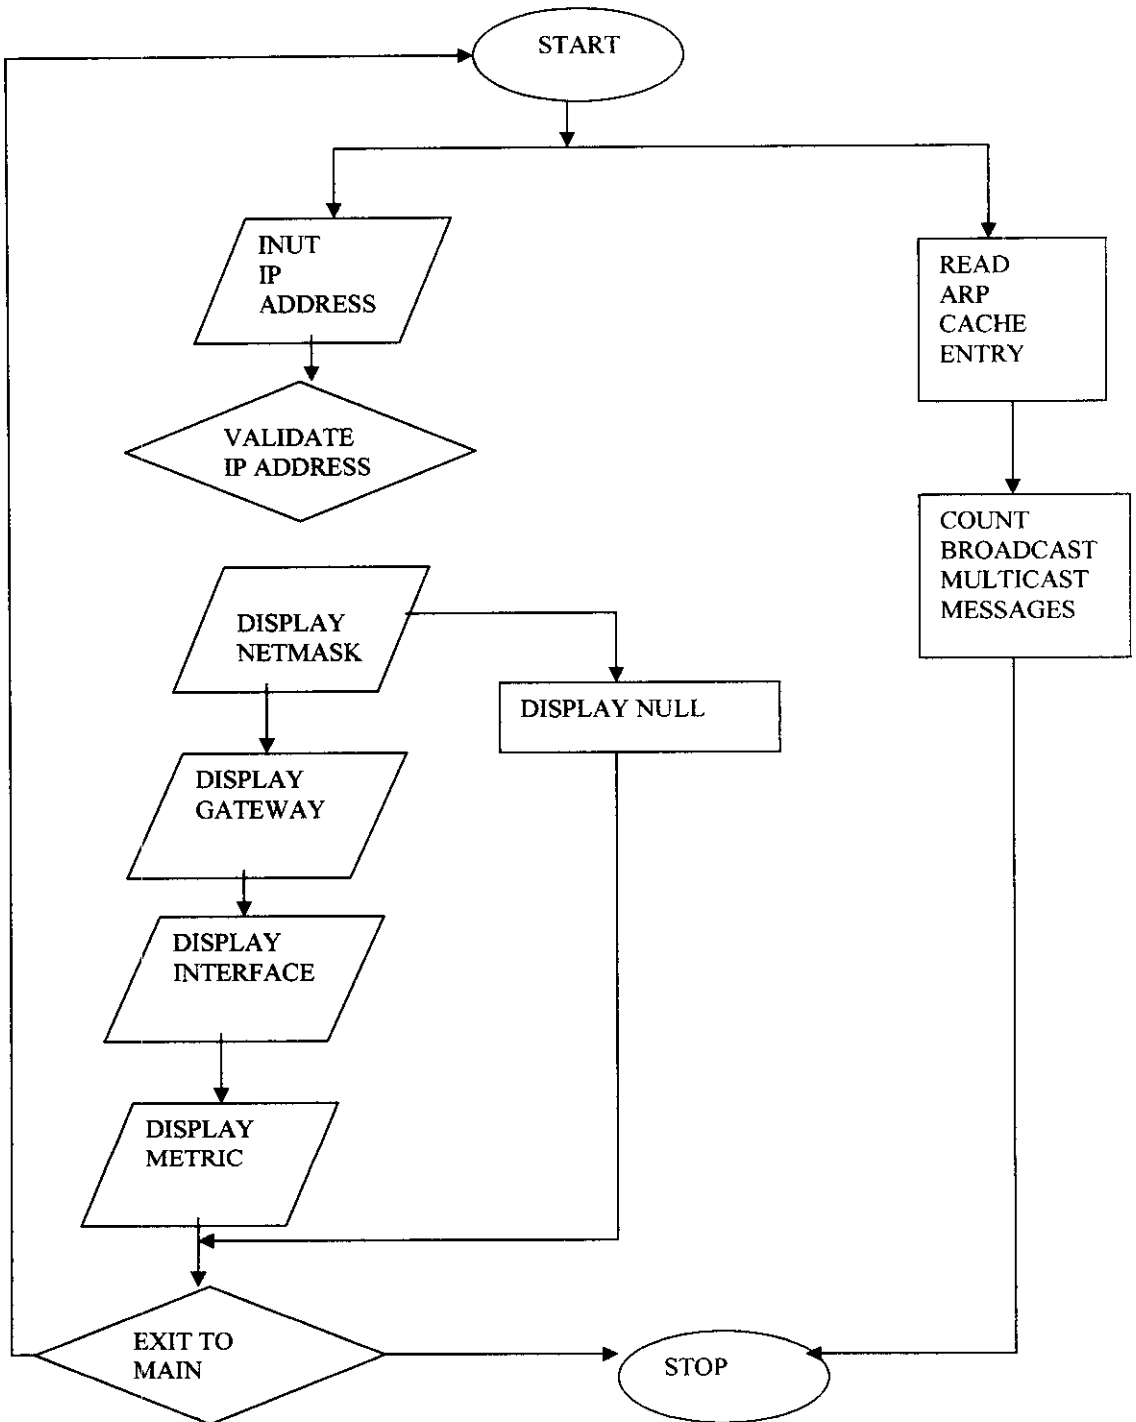 START
INUT
IP
ADDRESS
READ
ARP
CACHE
ENTRY
VALIDATE
IP ADDRESS
COUNT
BROADCAST
MULTICAST
MESSAGES
DISPLAY
NETMASK
DISPLAY NULL
DISPLAY
GATEWAY
DISPLAY
INTERFACE
DISPLAY
METRIC
EXIT TO
MAIN
STOP